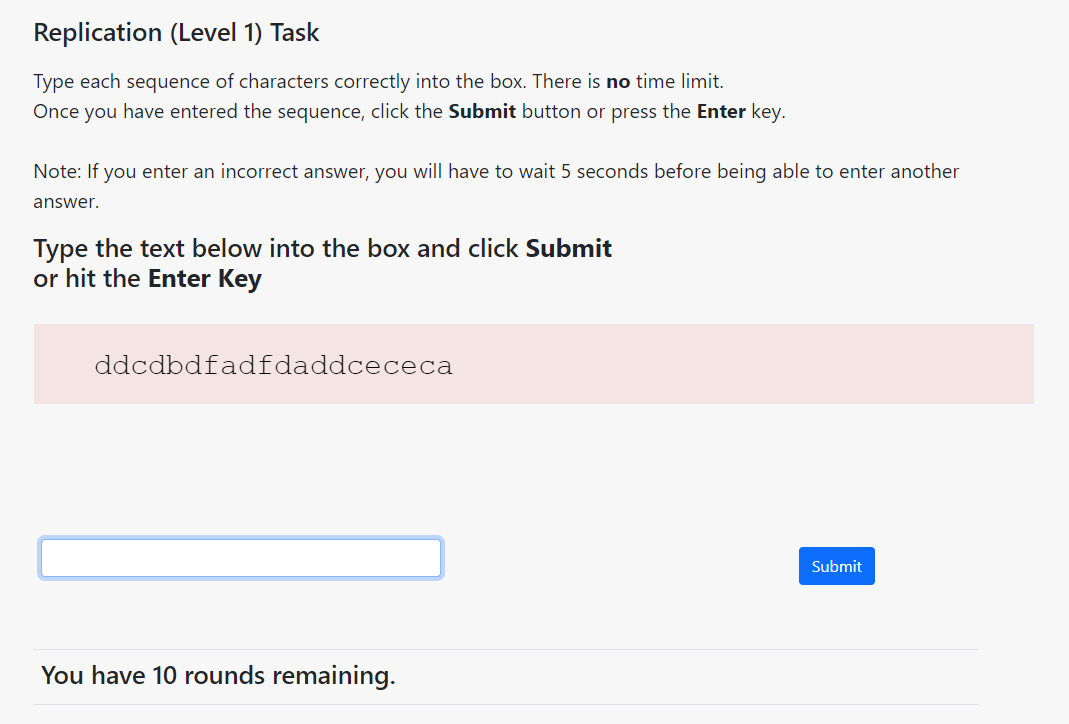 Replication (Level 1) Task
Type each sequence of characters correctly into the box. There is no time limit.
Once you have entered the sequence, click the Submit button or press the Enter key.
Note: If you enter an incorrect answer, you will have to wait 5 seconds before being able to enter another
answer.
Type the text below into the box and click Submit
or hit the Enter Key
ddcdbdfadfdaddcececa
Submit
You have 10 rounds remaining.